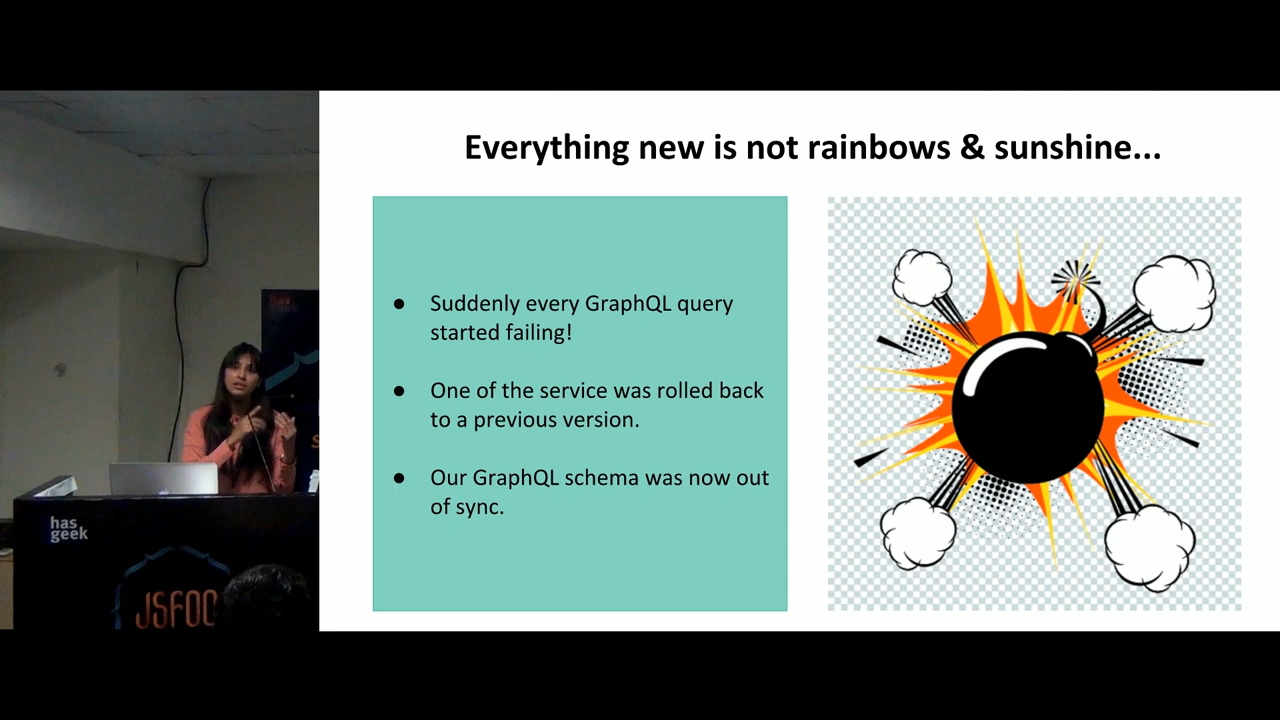 Everything new is not rainbows & sunshine...
● Suddenly every GraphQL query
started failing!
● One of the service was rolled back
to a previous version.
● Our GraphQL schema was now out
of sync.
has
geek
JSFOO